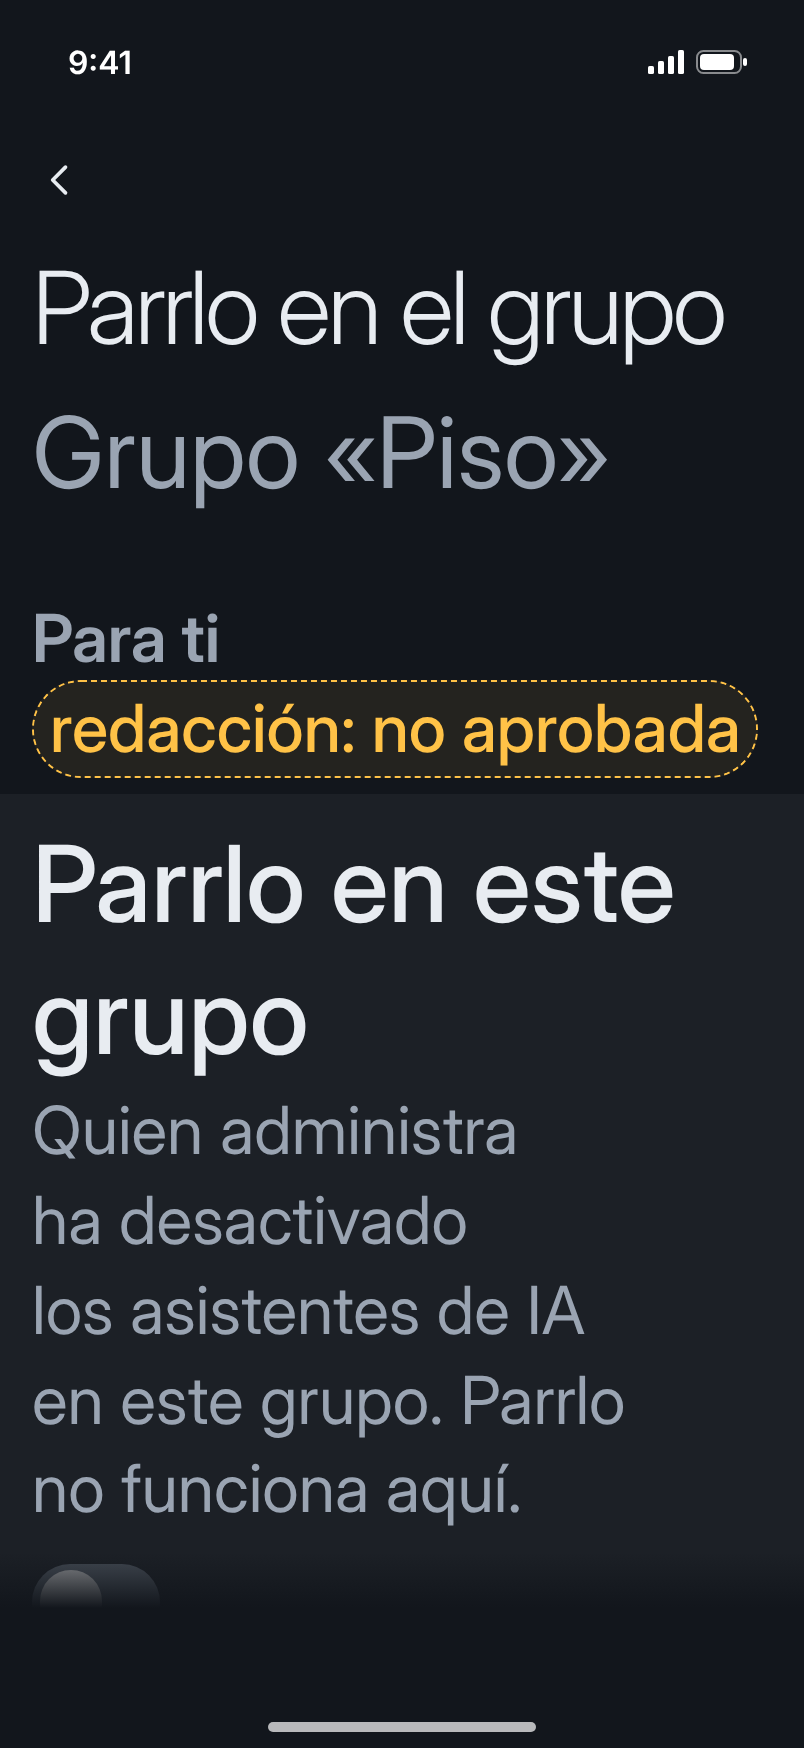 9:41
Parrlo en el grupo
Grupo «Piso»
Para ti
redacción: no aprobada
Parrlo en este
grupo
Quien administra
ha desactivado
los asistentes de IA
en este grupo. Parrlo
no funciona aquí.